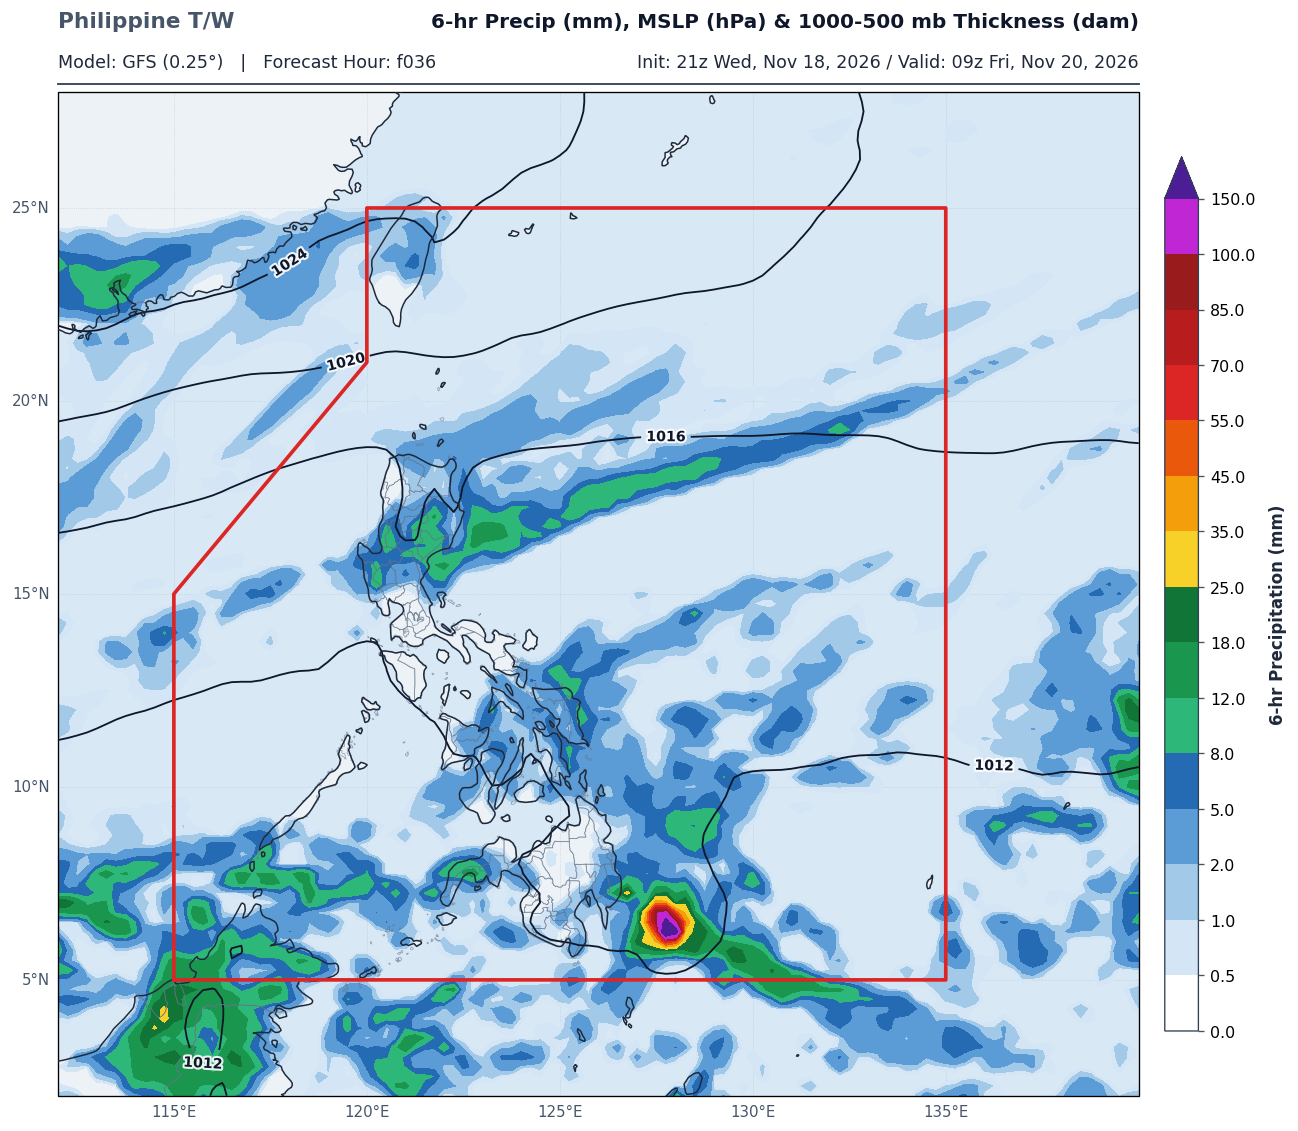 Philippine T/W
6-hr Precip (mm), MSLP (hPa) & 1000-500 mb Thickness (dam)
Model: GFS (0.25°) | Forecast Hour: f036
Init: 21z Wed, Nov 18, 2026 / Valid: 09z Fri, Nov 20, 2026
25°N
20°N
15°N
10°N
5°N
1024
1020
1016
1012
1012
115°E
120°E
125°E
130°E
135°E
150.0
100.0
85.0
70.0
55.0
45.0
35.0
25.0
18.0
12.0
8.0
5.0
2.0
1.0
0.5
0.0
6-hr Precipitation (mm)